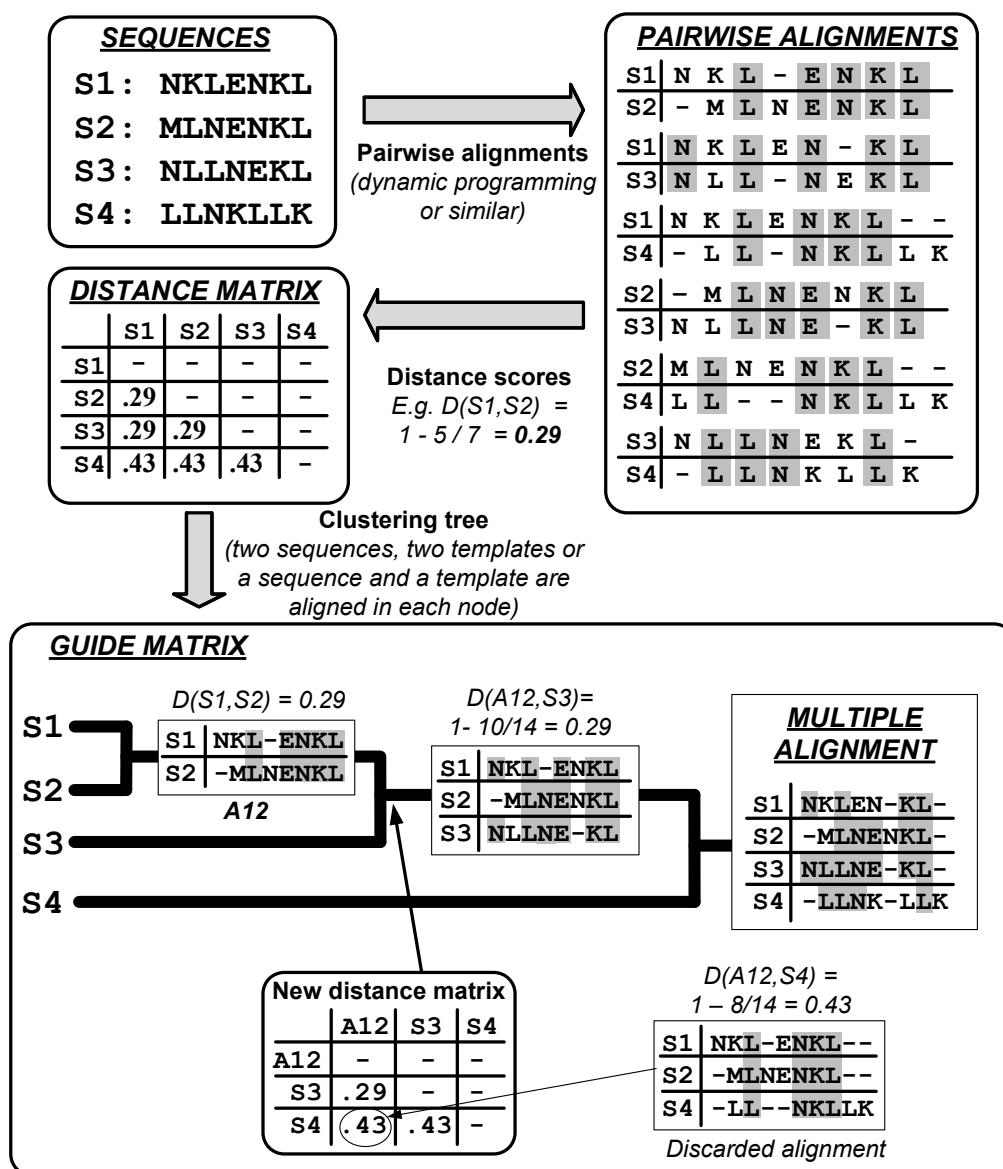 SEQUENCES
S1: NKLENKL
S2: MLNENKL
S3: NLLNEKL
S4: LLNKLLK
Pairwise alignments
(dynamic programming
or similar)
PAIRWISE ALIGNMENTS
S1 N K L - E N K L
S2 - M L N E N K L
S1 N K L E N - K L
S3 N L L - N E K L
S1 N K L E N K L - -
S4 - L L - N K L L K
S2 - M L N E N K L
S3 N L L N E - K L
S2 M L N E N K L - -
S4 L L - - N K L L K
S3 N L L N E K L -
S4 - L L N K L L K
DISTANCE MATRIX
S1 S2 S3 S4
S1 - - - -
S2 .29 - - -
S3 .29 .29 - -
S4 .43 .43 .43 -
Distance scores
E.g. D(S1,S2) =
1 - 5 / 7 = 0.29
Clustering tree
(two sequences, two templates or
a sequence and a template are
aligned in each node)
GUIDE MATRIX
S1
S2
S3
S4
D(S1,S2) = 0.29
S1 NKL-ENKL
S2 -MLNENKL
A12
D(A12,S3)=
1- 10/14 = 0.29
S1 NKL-ENKL
S2 -MLNENKL
S3 NLLNE-KL
MULTIPLE
ALIGNMENT
S1 NKLEN-KL-
S2 -MLNENKL-
S3 NLLNE-KL-
S4 -LLNK-LLK
New distance matrix
A12 S3 S4
A12 - - -
S3 .29 - -
S4 .43 .43 -
D(A12,S4) =
1 – 8/14 = 0.43
S1 NKL-ENKL--
S2 -MLNENKL--
S4 -LL--NKLLK
Discarded alignment